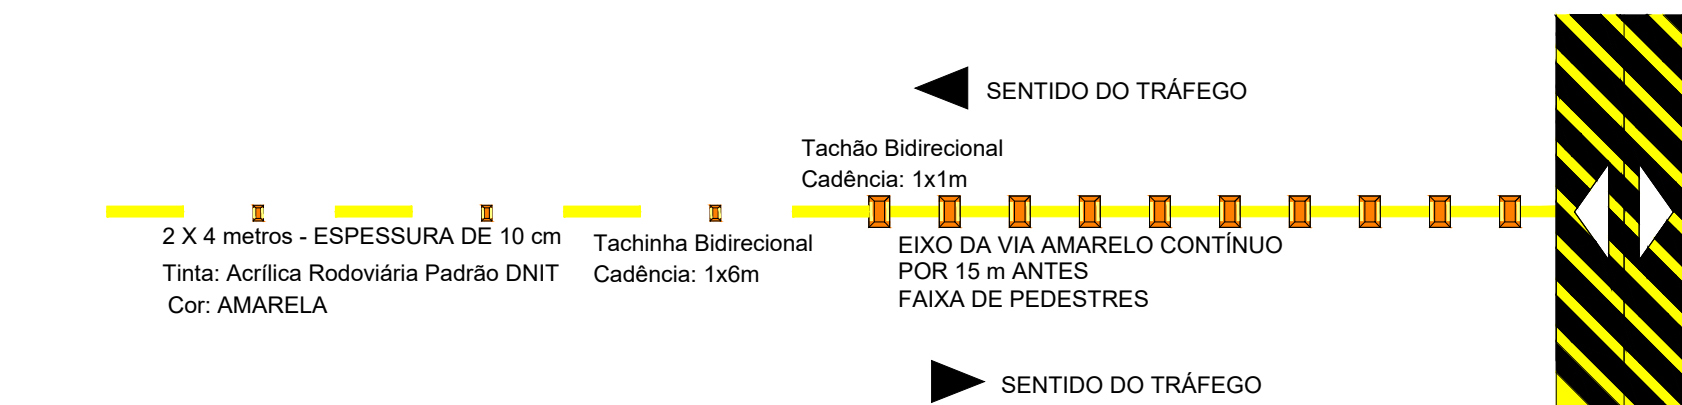 SENTIDO DO TRÁFEGO
Tachão Bidirecional
Cadência: 1x1m
2 X 4 metros - ESPESSURA DE 10 cm
Tinta: Acrílica Rodoviária Padrão DNIT
Cor: AMARELA
Tachinha Bidirecional
Cadência: 1x6m
EIXO DA VIA AMARELO CONTÍNUO
POR 15 m ANTES
FAIXA DE PEDESTRES
SENTIDO DO TRÁFEGO